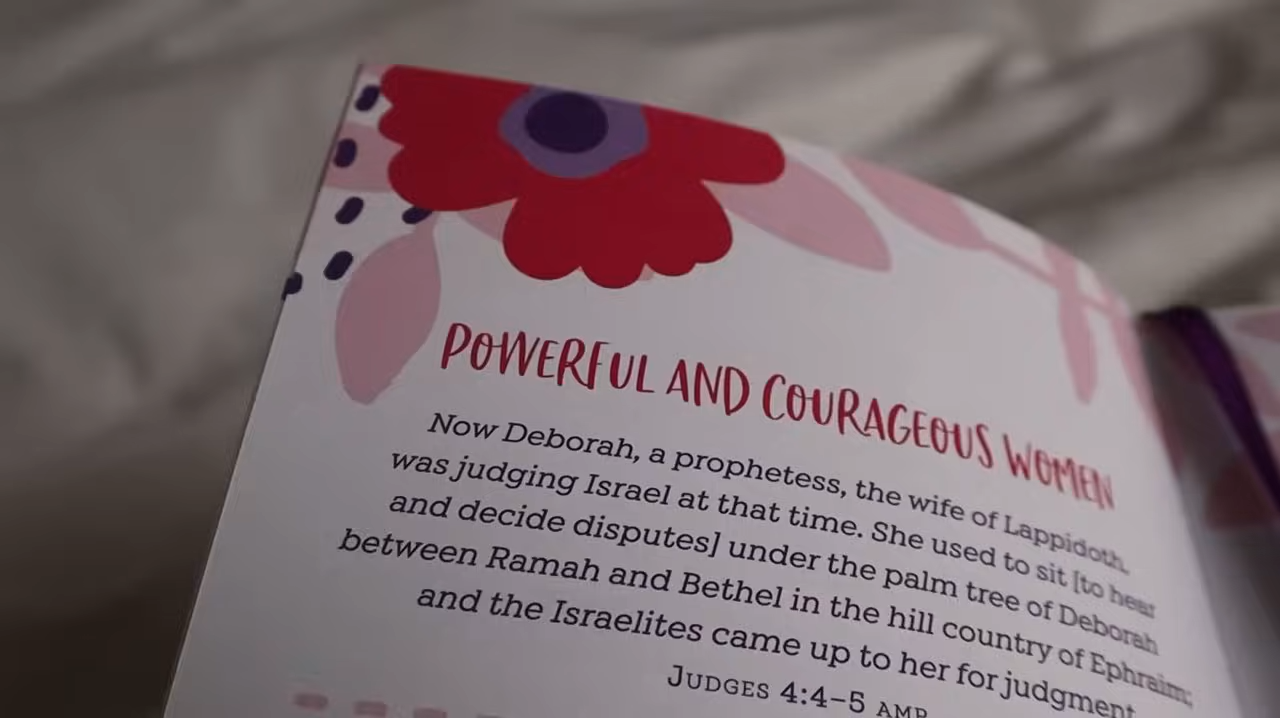 POWERFUL AND COURAGEOUS WOMEN
Now Deborah, a prophetess, the wife of Lappidoth,
was judging Israel at that time. She used to sit [to hear
and decide disputes] under the palm tree of Deborah
between Ramah and Bethel in the hill country of Ephraim;
and the Israelites came up to her for judgment
JUDGES 4:4–5 AMP